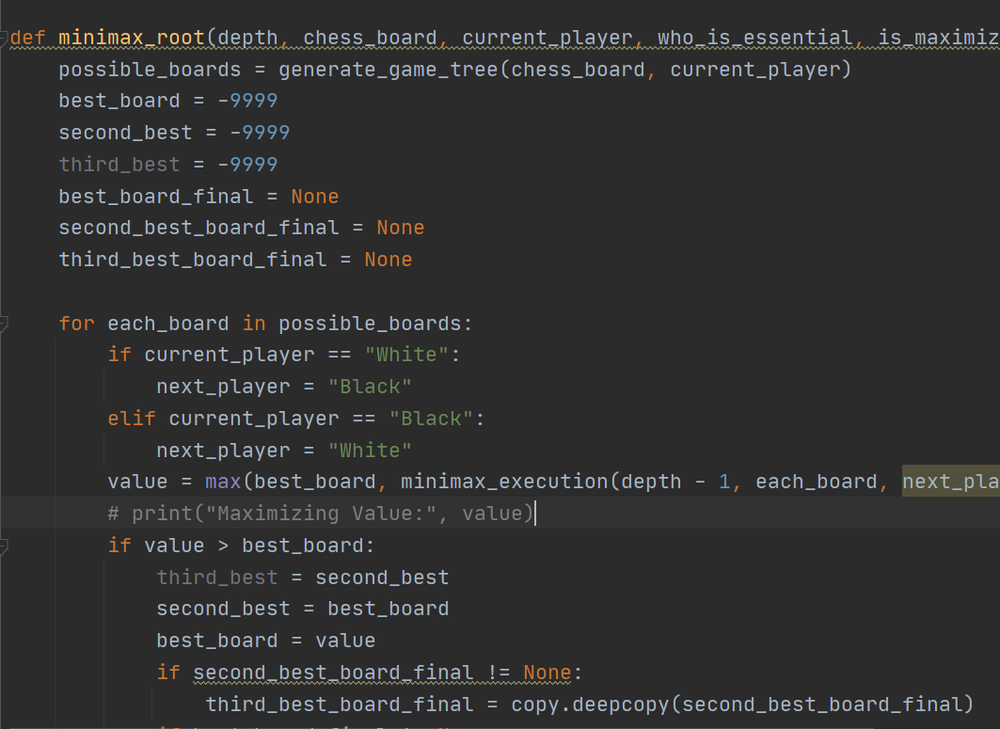 def minimax_root(depth, chess_board, current_player, who_is_essential, is_maximiz
    possible_boards = generate_game_tree(chess_board, current_player)
    best_board = -9999
    second_best = -9999
    third_best = -9999
    best_board_final = None
    second_best_board_final = None
    third_best_board_final = None
    for each_board in possible_boards:
        if current_player == "White":
            next_player = "Black"
        elif current_player == "Black":
            next_player = "White"
        value = max(best_board, minimax_execution(depth - 1, each_board, next_pla
        # print("Maximizing Value:", value)
        if value > best_board:
            third_best = second_best
            second_best = best_board
            best_board = value
            if second_best_board_final != None:
                third_best_board_final = copy.deepcopy(second_best_board_final)